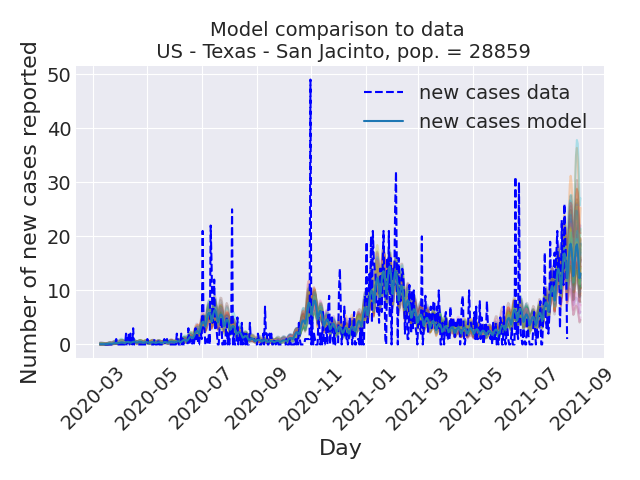 Model comparison to data
US - Texas - San Jacinto, pop. = 28859
Number of new cases reported
50
40
30
20
10
0
new cases data
new cases model
2020-03
2020-05
2020-07
2020-09
2020-11
2021-01
2021-03
2021-05
2021-07
2021-09
Day